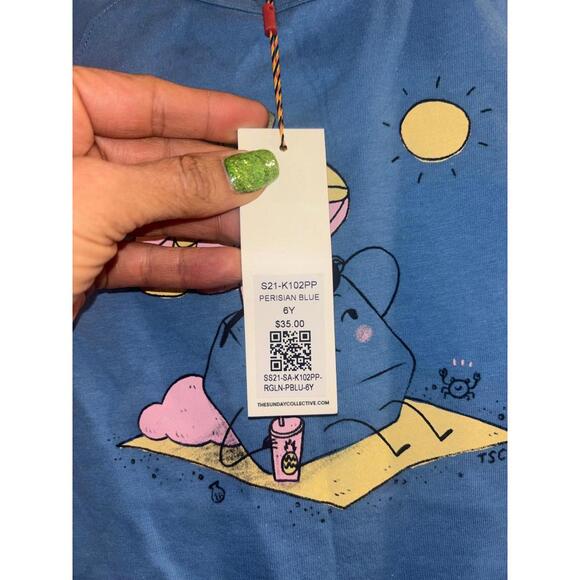 S21-K102PP
PERISIAN BLUE
6Y
$35.00
SS21-SA-K102PP-
RGLN-PBLU-6Y
THESUNDAYCOLLECTIVE.COM
TSC